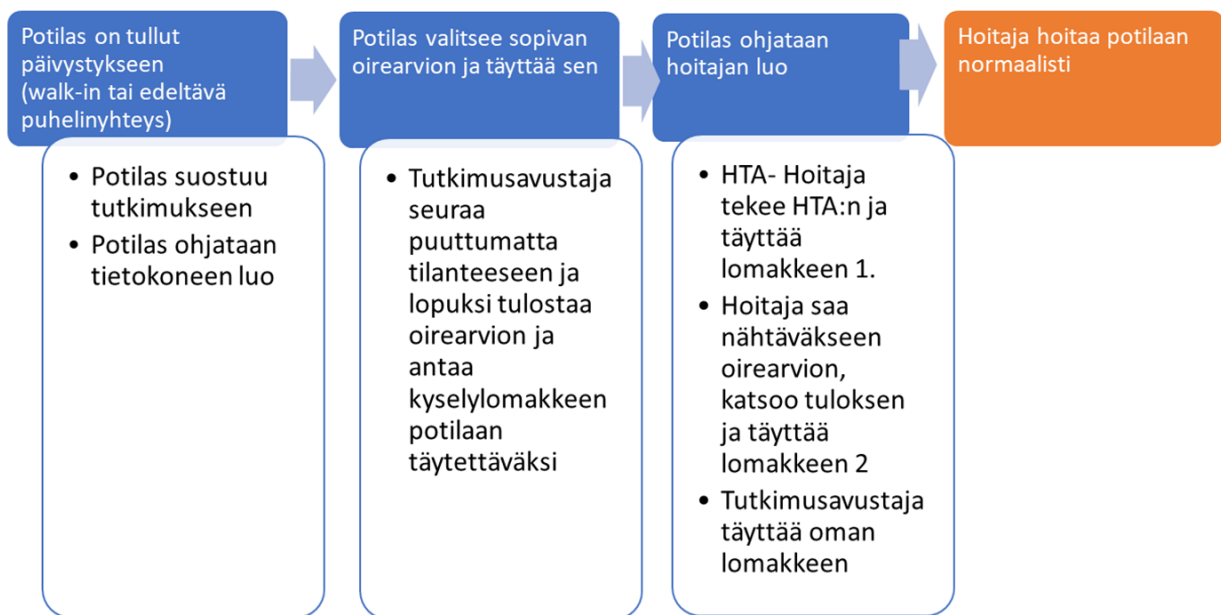 Potilas on tullut
päivystykseen
(walk-in tai edeltävä
puhelinyhteys)
• Potilas suostuu
tutkimukseen
• Potilas ohjataan
tietokoneen luo
Potilas valitsee sopivan
oirearvion ja täyttää sen
• Tutkimusavustaja
seuraa
puuttumatta
tilanteeseen ja
lopuksi tulostaa
oirearvion ja
antaa
kyselylomakkeen
potilaan
täytettäväksi
Potilas ohjataan
hoitajan luo
• HTA- Hoitaja
tekee HTA:n ja
täyttää
lomakkeen 1.
• Hoitaja saa
nähtäväkseen
oirearvion,
katsoo tuloksen
ja täyttää
lomakkeen 2
• Tutkimusavustaja
täyttää oman
lomakkeen
Hoitaja hoitaa potilaan
normaalisti